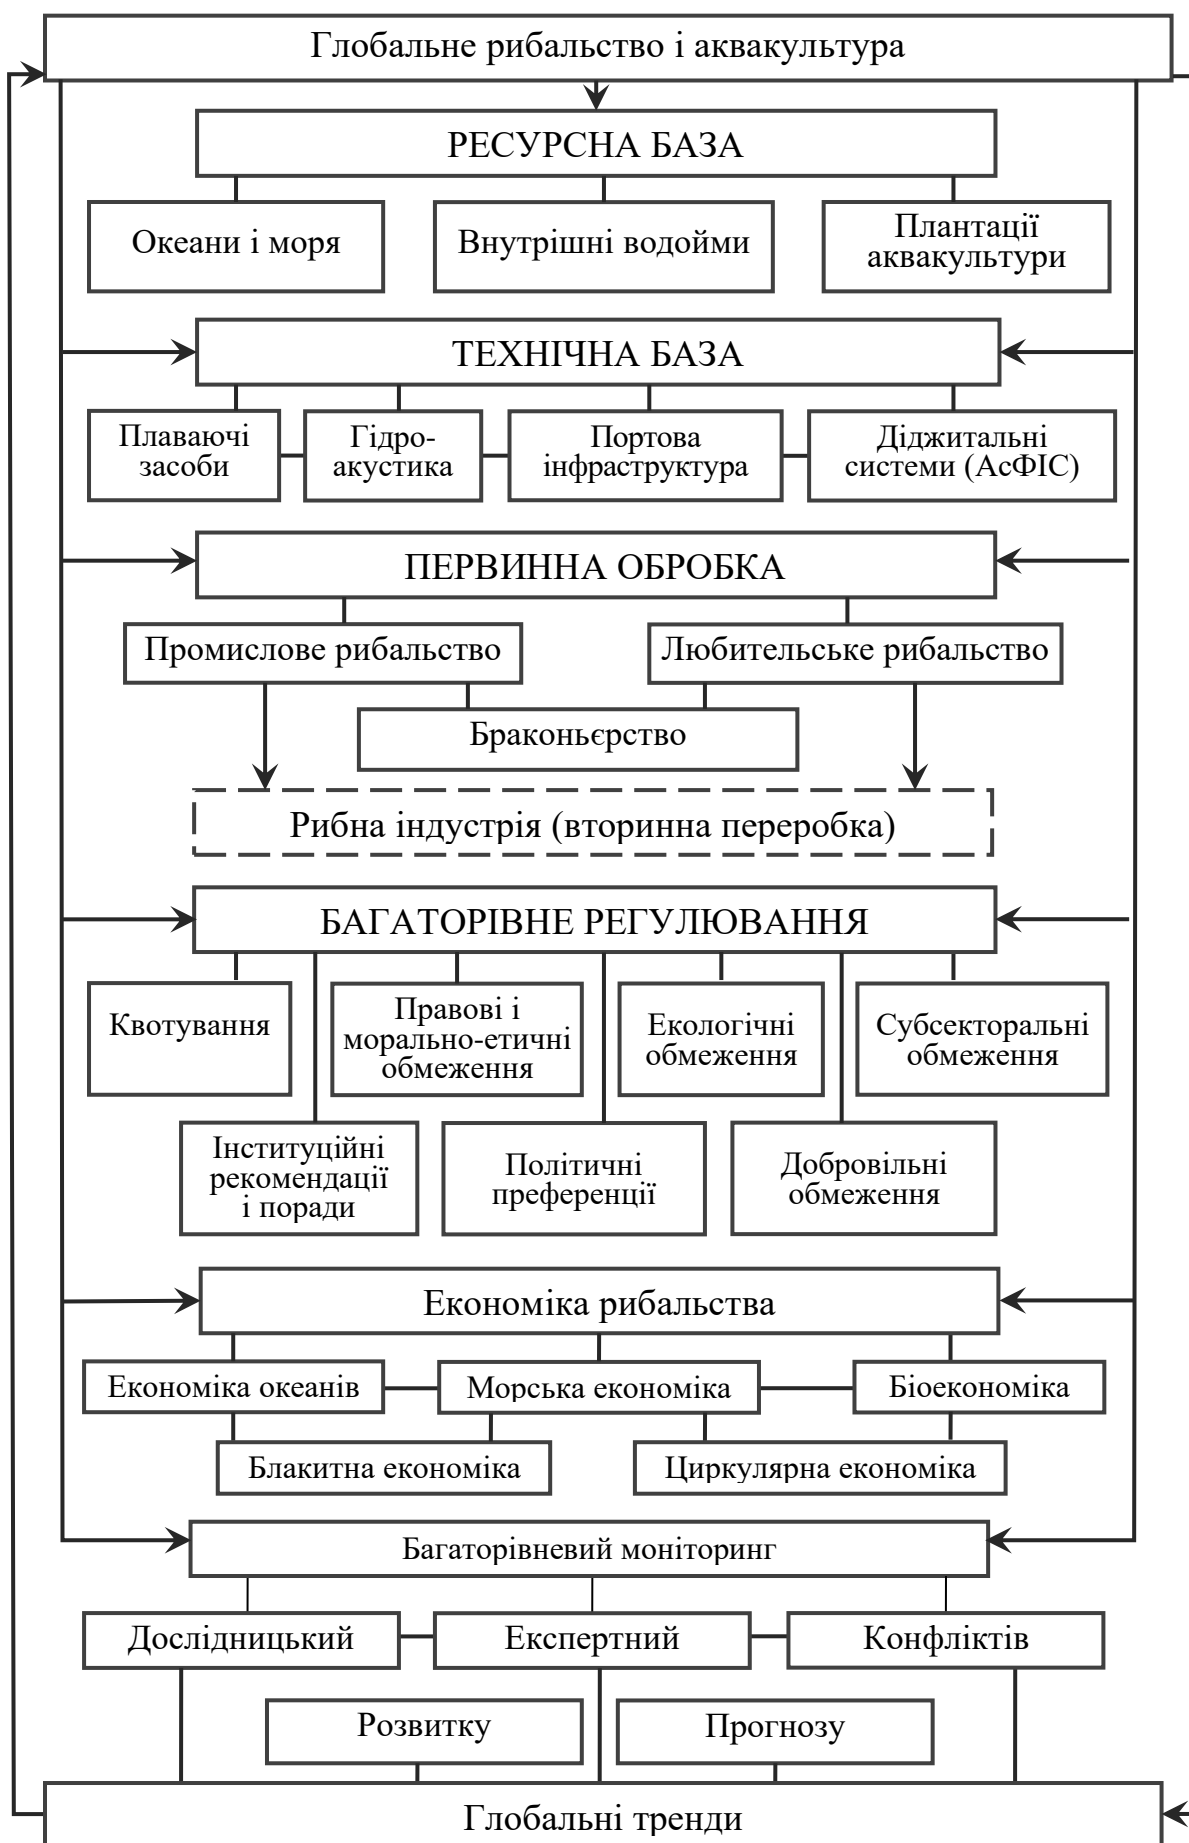 Глобальне рибальство і аквакультура
РЕСУРСНА БАЗА
Океани і моря
Внутрішні водойми
Плантації
аквакультури
ТЕХНІЧНА БАЗА
Плаваючі
засоби
Гідро-
акустика
Портова
інфраструктура
Діджитальні
системи (АсФІС)
ПЕРВИННА ОБРОБКА
Промислове рибальство
Любительське рибальство
Браконьєрство
Рибна індустрія (вторинна переробка)
БАГАТОРІВНЕ РЕГУЛЮВАННЯ
Квотування
Правові і
морально-етичні
обмеження
Екологічні
обмеження
Субсекторальні
обмеження
Інституційні
рекомендації
і поради
Політичні
преференції
Добровільні
обмеження
Економіка рибальства
Економіка океанів
Морська економіка
Біоекономіка
Блакитна економіка
Циркулярна економіка
Багаторівневий моніторинг
Дослідницький
Експертний
Конфліктів
Розвитку
Прогнозу
Глобальні тренди